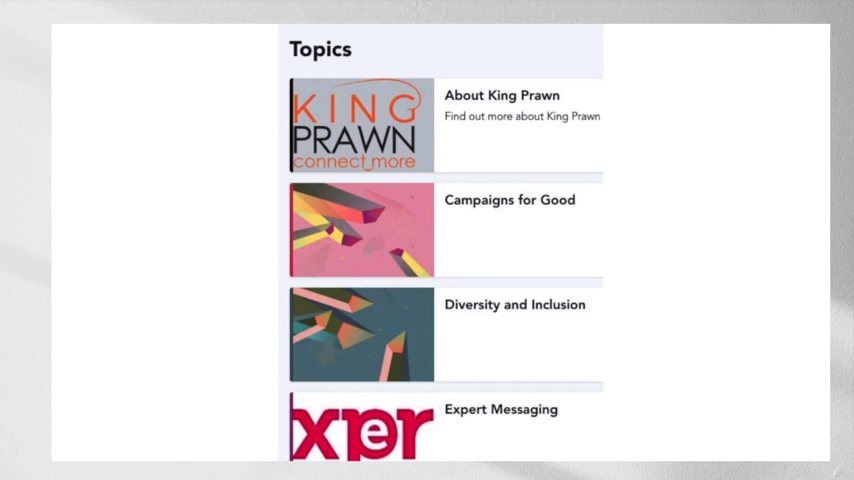 Topics
KING
PRAWN
connect more
About King Prawn
Find out more about King Prawn
Campaigns for Good
Diversity and Inclusion
xper
Expert Messaging